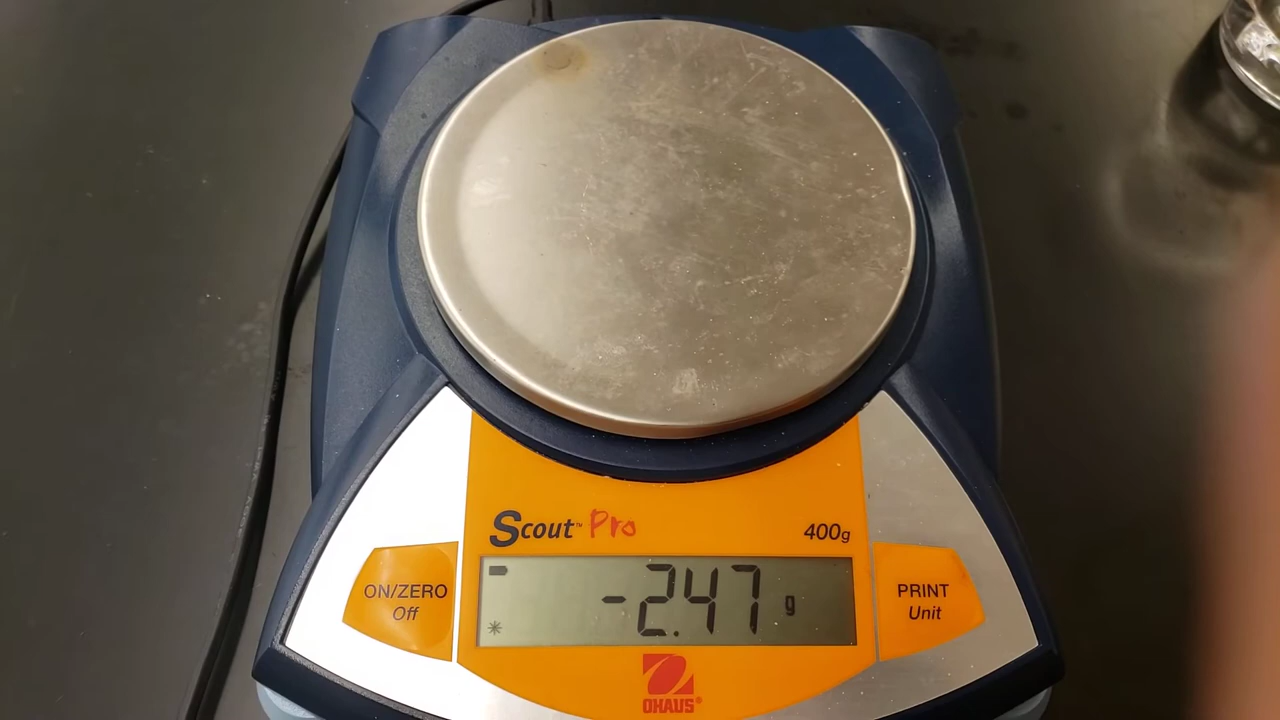 Scout™ Pro
400g
ON/ZERO
Off
-2.47 g
*
PRINT
Unit
OHAUS®